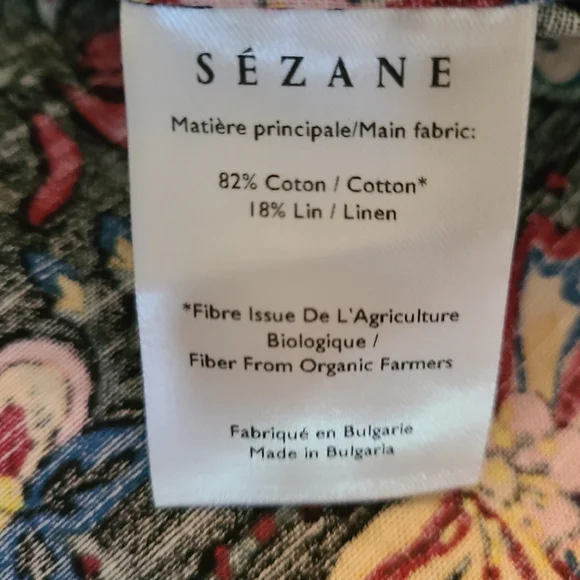 SÉZANE
Matière principale/Main fabric:
82% Coton / Cotton*
18% Lin / Linen
*Fibre Issue De L'Agriculture
Biologique /
Fiber From Organic Farmers
Fabriqué en Bulgarie
Made in Bulgaria